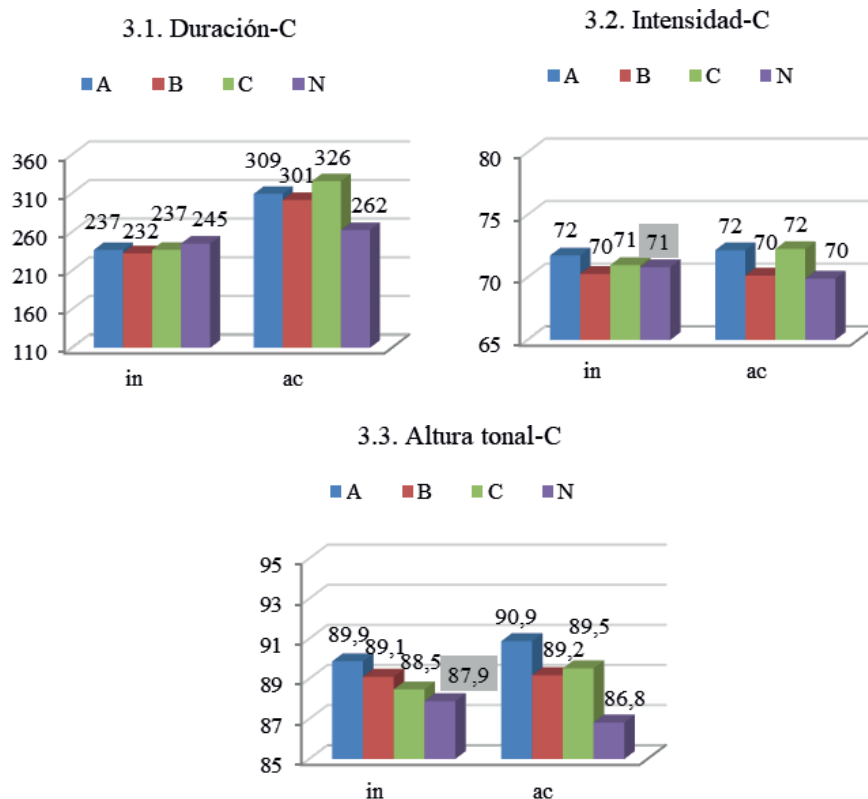 3.1. Duración-C
A B C N
360
310
260
210
160
110
237 232 237 245
309 301 326 262
in ac
3.2. Intensidad-C
A B C N
80
75
70
65
72 70 71 71
72 70 72 70
in ac
3.3. Altura tonal-C
A B C N
95
93
91
89
87
85
89,9 89,1 88,5 87,9
90,9 89,2 89,5 86,8
in ac